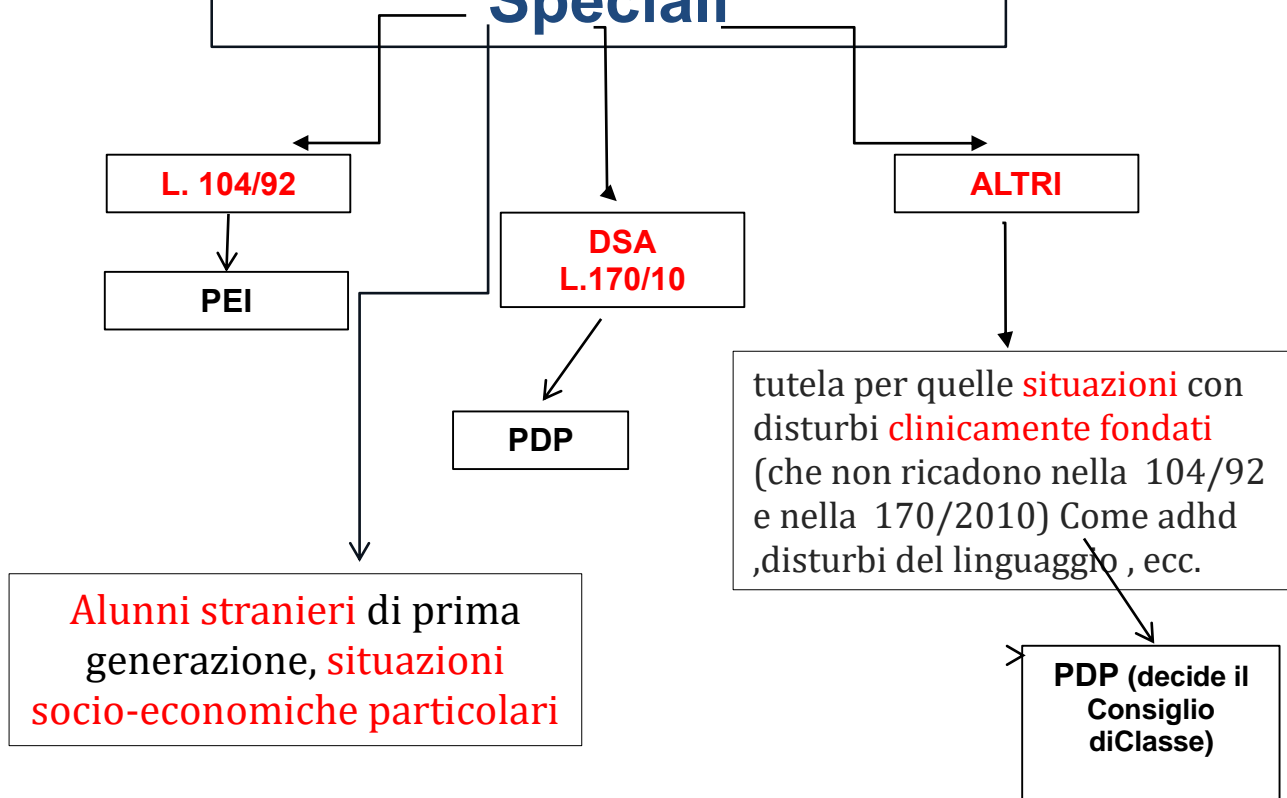 Speciali
L. 104/92
ALTRI
DSA
L.170/10
PEI
tutela per quelle situazioni con
disturbi clinicamente fondati
(che non ricadono nella 104/92
e nella 170/2010) Come adhd
,disturbi del linguaggio , ecc.
PDP
Alunni stranieri di prima
generazione, situazioni
socio-economiche particolari
PDP (decide il
Consiglio
diClasse)